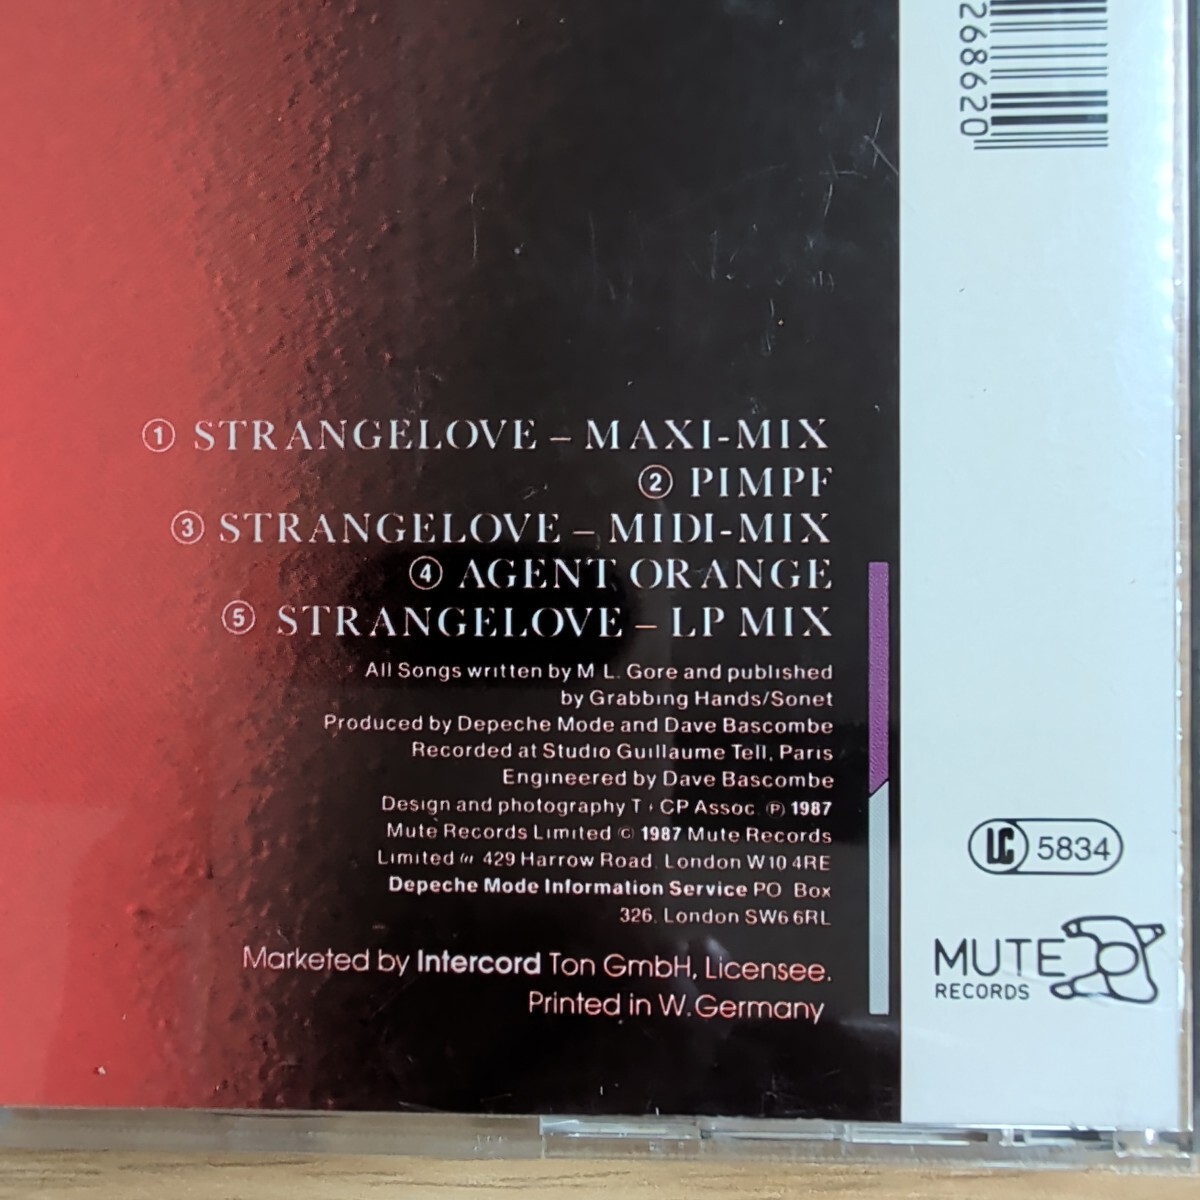 268620
① STRANGELOVE – MAXI-MIX
② PIMPF
③ STRANGELOVE – MIDI-MIX
④ AGENT ORANGE
⑤ STRANGELOVE – LP MIX
All Songs written by M L. Gore and published
by Grabbing Hands/Sonet
Produced by Depeche Mode and Dave Bascombe
Recorded at Studio Guillaume Tell, Paris
Engineered by Dave Bascombe
Design and photography T + CP Assoc. ℗ 1987
Mute Records Limited © 1987 Mute Records
Limited 429 Harrow Road. London W10 4RE
Depeche Mode Information Service PO Box
326. London SW6 6RL
Marketed by Intercord Ton GmbH, Licensee.
Printed in W. Germany
LC 5834
MUTE
RECORDS